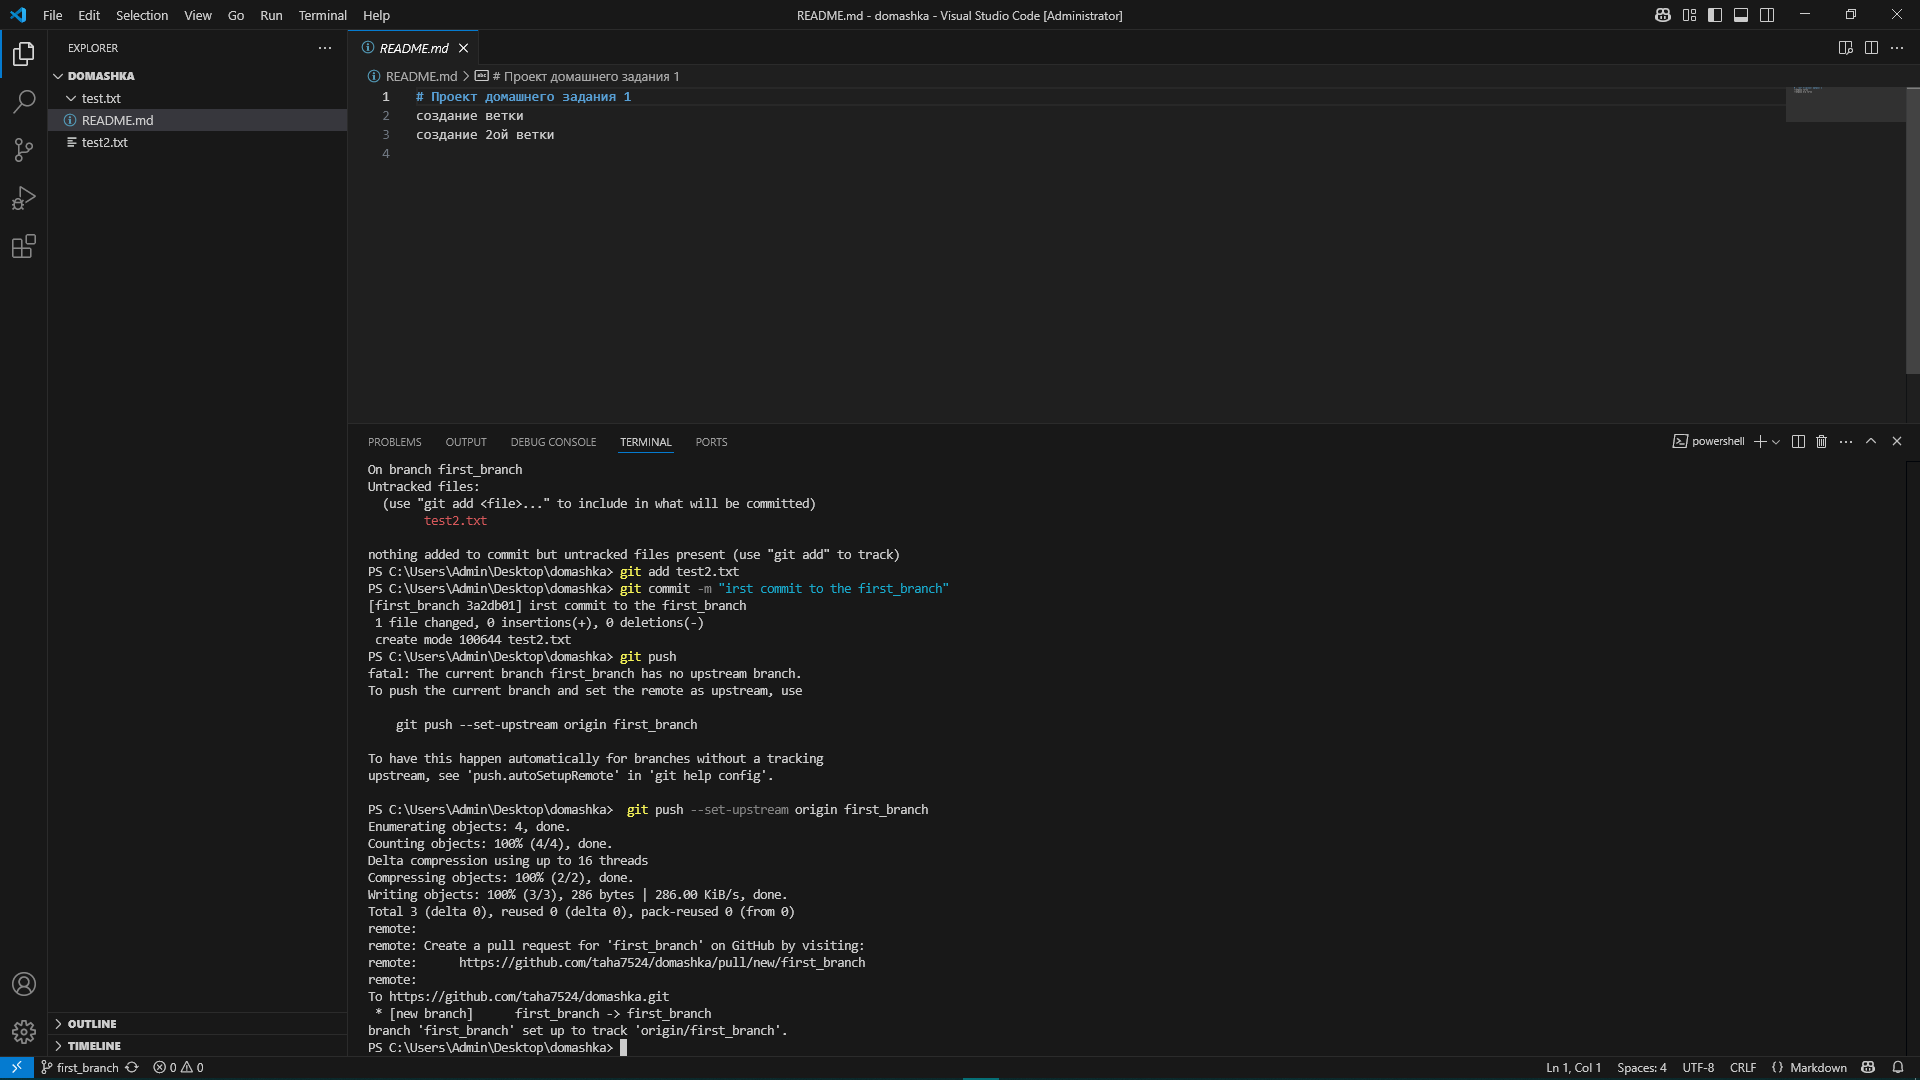 File Edit Selection View Go Run Terminal Help
README.md - domashka - Visual Studio Code [Administrator]
EXPLORER
DOMASHKA
test.txt
README.md
test2.txt
OUTLINE
TIMELINE
README.md
README.md > # Проект домашнего задания 1
1 # Проект домашнего задания 1
2 создание ветки
3 создание 2ой ветки
4
PROBLEMS OUTPUT DEBUG CONSOLE TERMINAL PORTS
powershell
On branch first_branch
Untracked files:
(use "git add <file>..." to include in what will be committed)
test2.txt
nothing added to commit but untracked files present (use "git add" to track)
PS C:\Users\Admin\Desktop\domashka> git add test2.txt
PS C:\Users\Admin\Desktop\domashka> git commit -m "irst commit to the first_branch"
[first_branch 3a2db01] irst commit to the first_branch
1 file changed, 0 insertions(+), 0 deletions(-)
create mode 100644 test2.txt
PS C:\Users\Admin\Desktop\domashka> git push
fatal: The current branch first_branch has no upstream branch.
To push the current branch and set the remote as upstream, use
git push --set-upstream origin first_branch
To have this happen automatically for branches without a tracking
upstream, see 'push.autoSetupRemote' in 'git help config'.
PS C:\Users\Admin\Desktop\domashka>  git push --set-upstream origin first_branch
Enumerating objects: 4, done.
Counting objects: 100% (4/4), done.
Delta compression using up to 16 threads
Compressing objects: 100% (2/2), done.
Writing objects: 100% (3/3), 286 bytes | 286.00 KiB/s, done.
Total 3 (delta 0), reused 0 (delta 0), pack-reused 0 (from 0)
remote:
remote: Create a pull request for 'first_branch' on GitHub by visiting:
remote:      https://github.com/taha7524/domashka/pull/new/first_branch
remote:
To https://github.com/taha7524/domashka.git
* [new branch]      first_branch -> first_branch
branch 'first_branch' set up to track 'origin/first_branch'.
PS C:\Users\Admin\Desktop\domashka>
first_branch 0 0
Ln 1, Col 1 Spaces: 4 UTF-8 CRLF {} Markdown